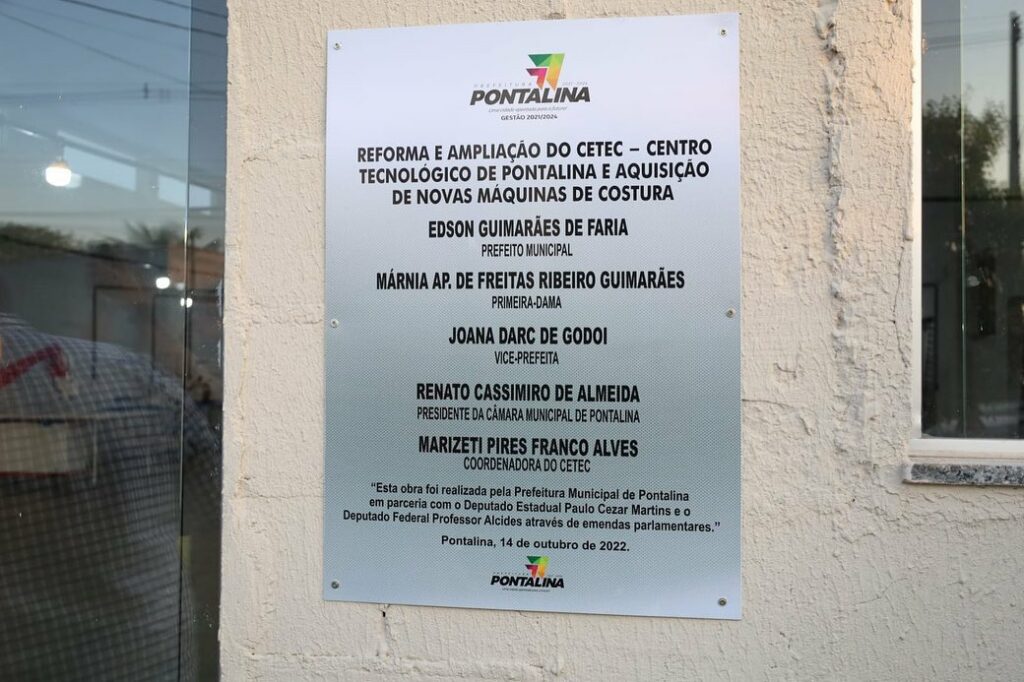 PREFEITURA
PONTALINA
GESTÃO 2021/2024
REFORMA E AMPLIAÇÃO DO CETEC – CENTRO
TECNOLÓGICO DE PONTALINA E AQUISIÇÃO
DE NOVAS MÁQUINAS DE COSTURA
EDSON GUIMARÃES DE FARIA
PREFEITO MUNICIPAL
MÁRNIA AP. DE FREITAS RIBEIRO GUIMARÃES
PRIMEIRA-DAMA
JOANA DARC DE GODOI
VICE-PREFEITA
RENATO CASSIMIRO DE ALMEIDA
PRESIDENTE DA CÂMARA MUNICIPAL DE PONTALINA
MARIZETI PIRES FRANCO ALVES
COORDENADORA DO CETEC
“Esta obra foi realizada pela Prefeitura Municipal de Pontalina
em parceria com o Deputado Estadual Paulo Cezar Martins e o
Deputado Federal Professor Alcides através de emendas parlamentares.”
Pontalina, 14 de outubro de 2022.
PREFEITURA
PONTALINA